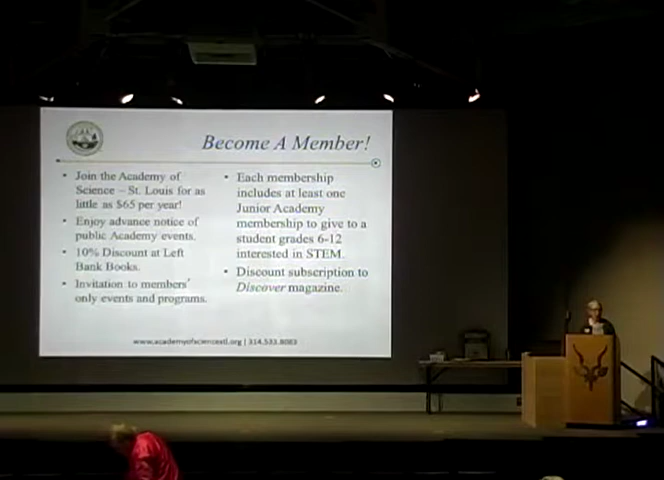 Become A Member!
• Join the Academy of
Science – St. Louis for as
little as $65 per year!
• Enjoy advance notice of
public Academy events.
• 10% Discount at Left
Bank Books.
• Invitation to members'
only events and programs.
• Each membership
includes at least one
Junior Academy
membership to give to a
student grades 6-12
interested in STEM.
• Discount subscription to
Discover magazine.
www.academyofsciencestl.org | 314.533.8083